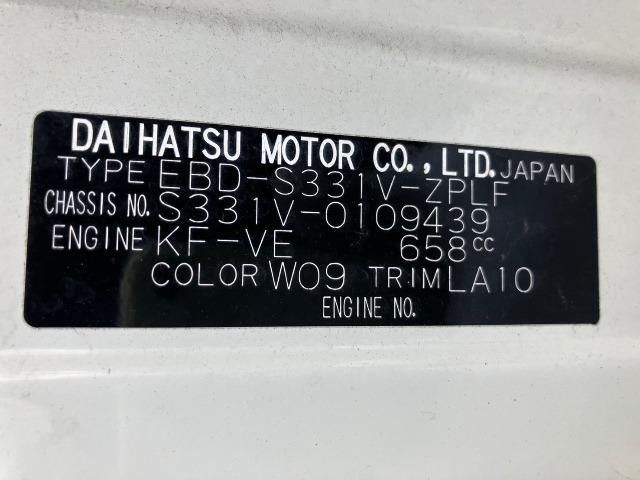 DAIHATSU MOTOR CO., LTD. JAPAN
TYPE EBD-S331V-ZPLF
CHASSIS NO. S331V-0109439
ENGINE KF-VE 658cc
COLOR W09 TRIM LA10
ENGINE NO.